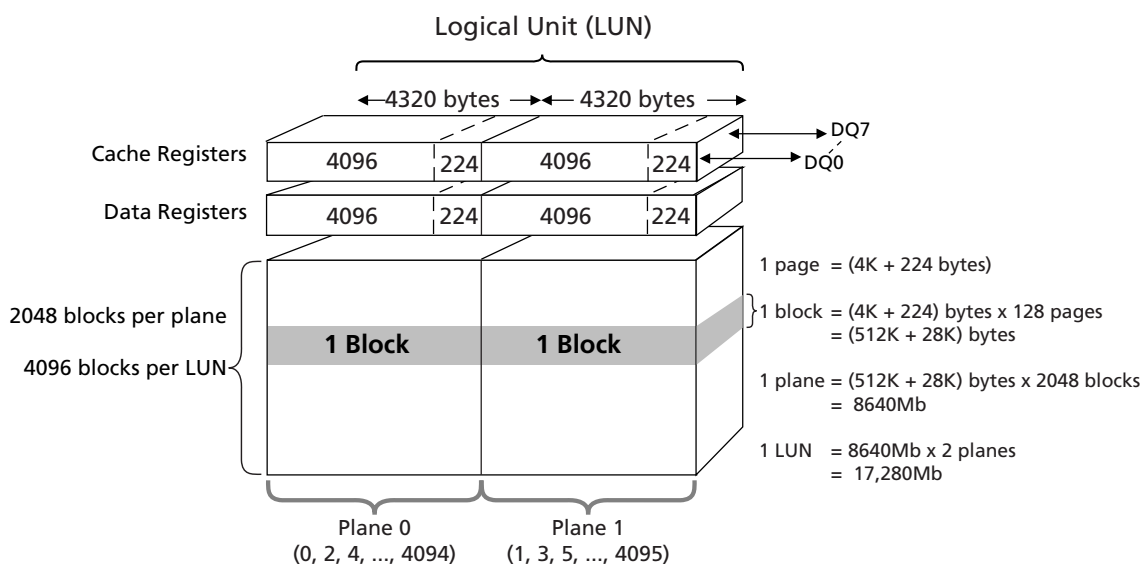 Logical Unit (LUN)
4320 bytes 4320 bytes
DQ7
Cache Registers 4096 224 4096 224
DQ0
Data Registers 4096 224 4096 224
1 page = (4K + 224 bytes)
2048 blocks per plane
1 block = (4K + 224) bytes x 128 pages
= (512K + 28K) bytes
1 Block 1 Block
4096 blocks per LUN
1 plane = (512K + 28K) bytes x 2048 blocks
= 8640Mb
1 LUN = 8640Mb x 2 planes
= 17,280Mb
Plane 0 Plane 1
(0, 2, 4, ..., 4094) (1, 3, 5, ..., 4095)